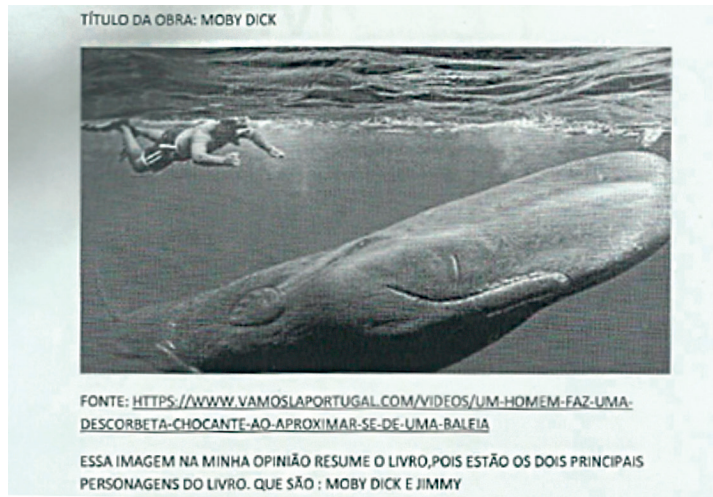 TÍTULO DA OBRA: MOBY DICK
FONTE: HTTPS://WWW.VAMOSLAPORTUGAL.COM/VIDEOS/UM-HOMEM-FAZ-UMA-
DESCORBETA-CHOCANTE-AO-APROXIMAR-SE-DE-UMA-BALEIA
ESSA IMAGEM NA MINHA OPINIÃO RESUME O LIVRO,POIS ESTÃO OS DOIS PRINCIPAIS
PERSONAGENS DO LIVRO. QUE SÃO : MOBY DICK E JIMMY